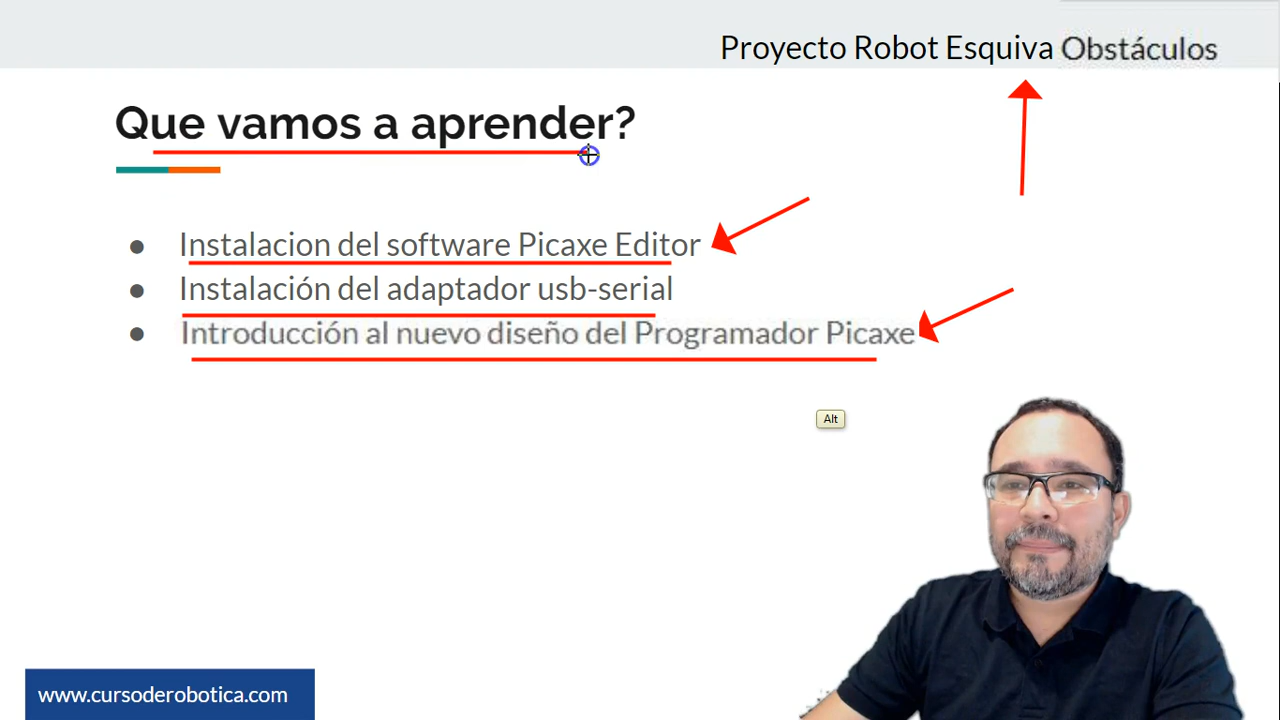 Proyecto Robot Esquiva Obstáculos
Que vamos a aprender?
● Instalacion del software Picaxe Editor
● Instalación del adaptador usb-serial
● Introducción al nuevo diseño del Programador Picaxe
Alt
www.cursoderobotica.com